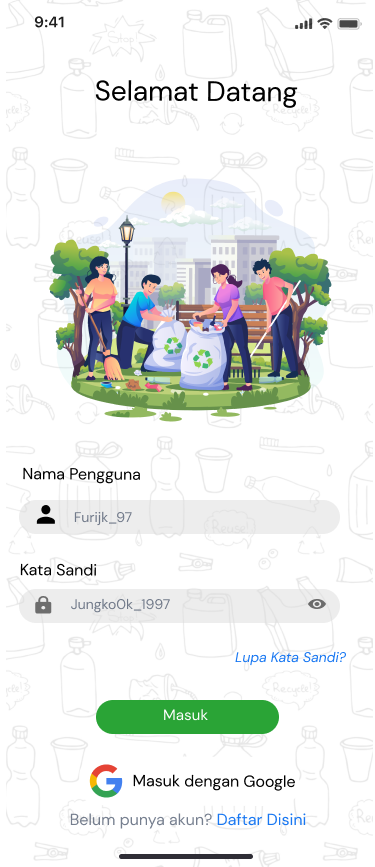 9:41
Selamat Datang
Nama Pengguna
Furijk_97
Kata Sandi
Jungko0k_1997
Lupa Kata Sandi?
Masuk
Masuk dengan Google
Belum punya akun? Daftar Disini